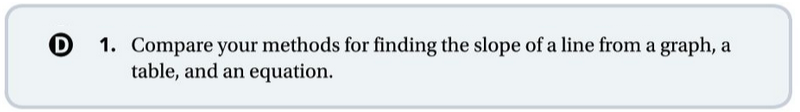 D 1. Compare your methods for finding the slope of a line from a graph, a
table, and an equation.